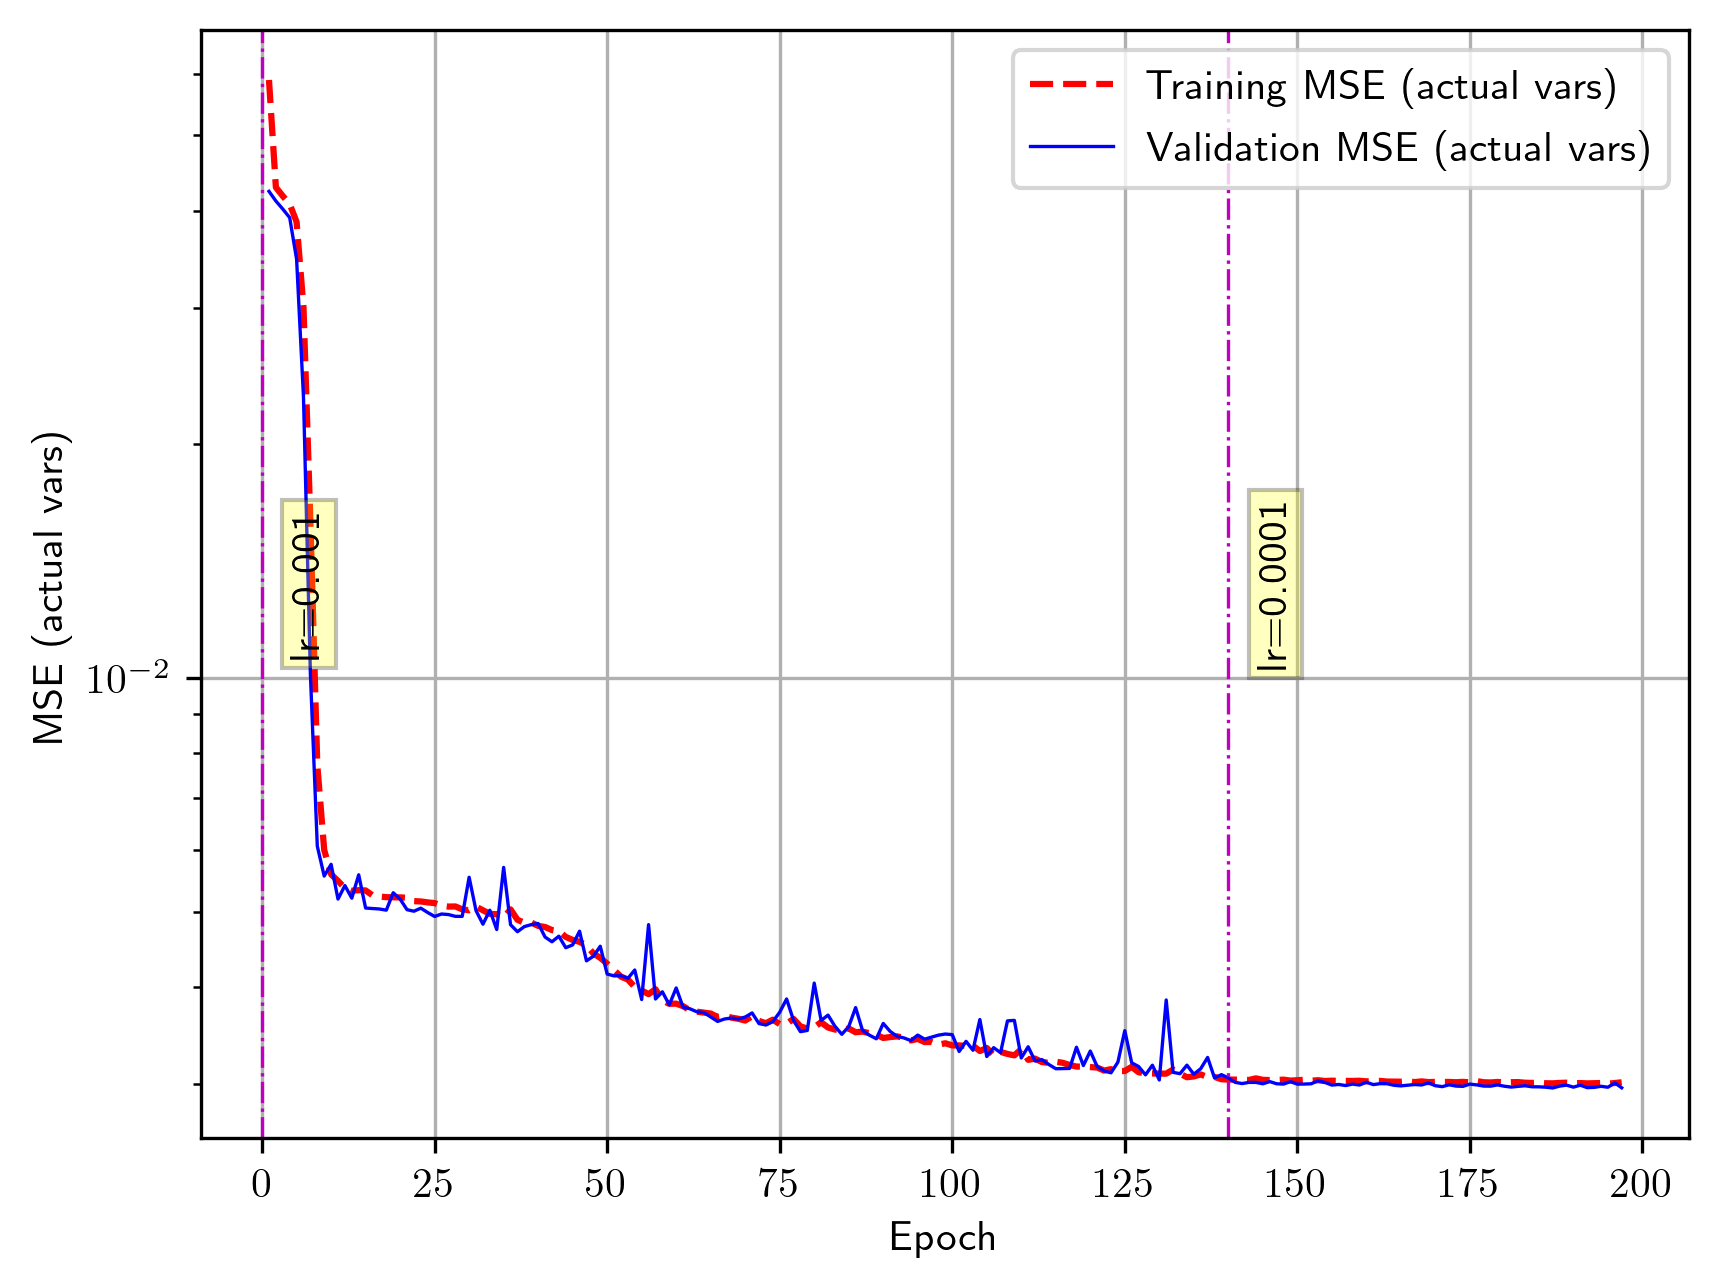 Training MSE (actual vars)
Validation MSE (actual vars)
MSE (actual vars)
10⁻²
lr=0.001
lr=0.0001
0 25 50 75 100 125 150 175 200
Epoch